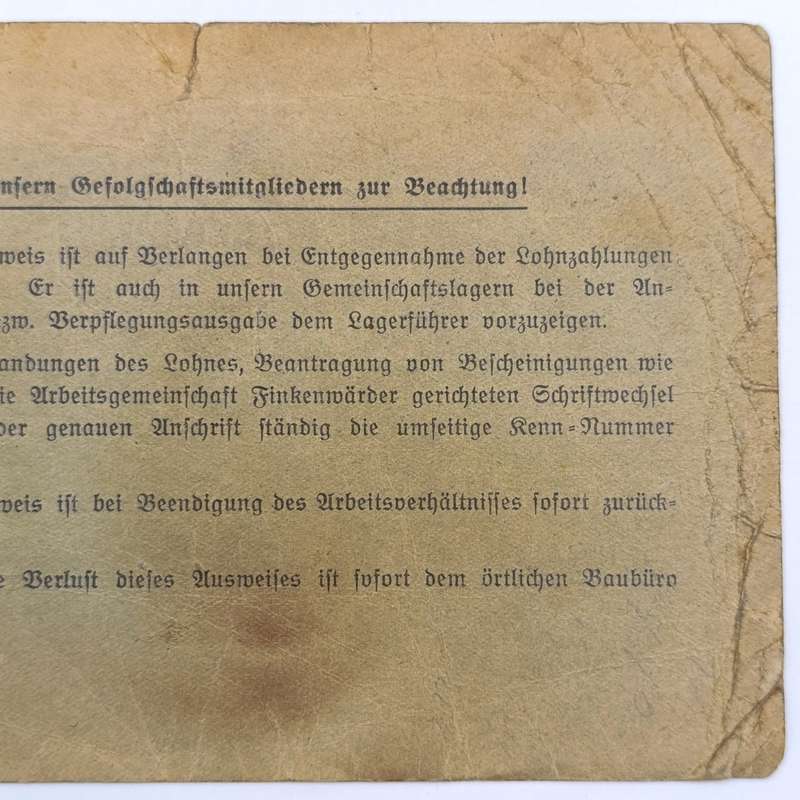 nsern Gefolgschaftsmitgliedern zur Beachtung!
weis ist auf Verlangen bei Entgegennahme der Lohnzahlungen
Er ist auch in unsern Gemeinschaftslagern bei der An-
zw. Verpflegungsausgabe dem Lagerführer vorzuzeigen.
andungen des Lohnes, Beantragung von Bescheinigungen wie
ie Arbeitsgemeinschaft Finkenwärder gerichteten Schriftwechsel
der genauen Anschrift ständig die umseitige Kenn-Nummer
weis ist bei Beendigung des Arbeitsverhältnisses sofort zurück-
e Verlust dieses Ausweises ist sofort dem örtlichen Baubüro